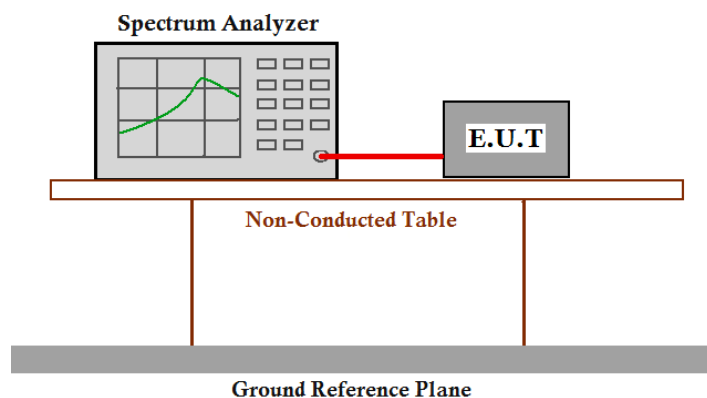 Spectrum Analyzer
E.U.T
Non-Conducted Table
Ground Reference Plane